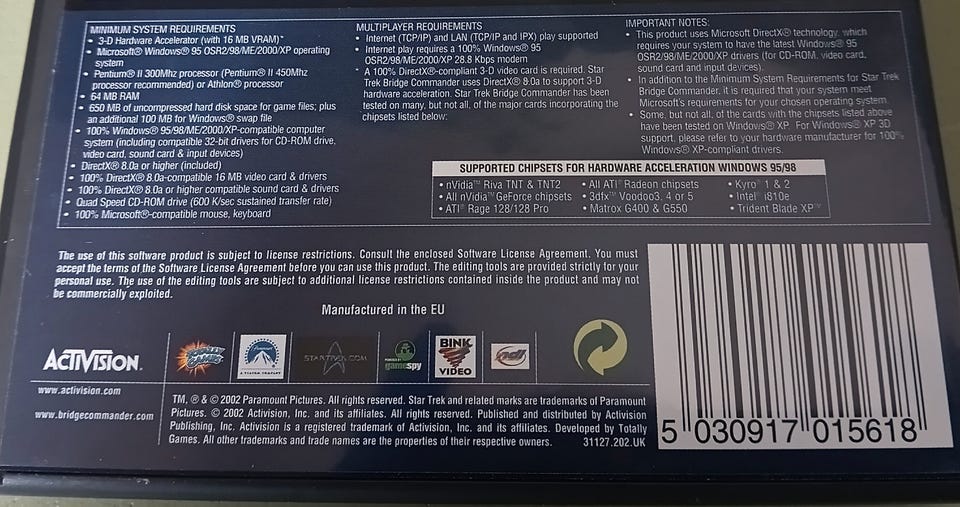 MINIMUM SYSTEM REQUIREMENTS
• 3-D Hardware Accelerator (with 16 MB VRAM)*
• Microsoft® Windows® 95 OSR2/98/ME/2000/XP operating
system
• Pentium® II 300Mhz processor (Pentium® II 450Mhz
processor recommended) or Athlon® processor
• 64 MB RAM
• 650 MB of uncompressed hard disk space for game files; plus
an additional 100 MB for Windows® swap file
• 100% Windows® 95/98/ME/2000/XP-compatible computer
system (including compatible 32-bit drivers for CD-ROM drive,
video card, sound card & input devices)
• DirectX® 8.0a or higher (included)
• 100% DirectX® 8.0a-compatible 16 MB video card & drivers
• 100% DirectX® 8.0a or higher compatible sound card & drivers
• Quad Speed CD-ROM drive (600 K/sec sustained transfer rate)
• 100% Microsoft®-compatible mouse, keyboard
MULTIPLAYER REQUIREMENTS
• Internet (TCP/IP) and LAN (TCP/IP and IPX) play supported
• Internet play requires a 100% Windows® 95
OSR2/98/ME/2000/XP 28.8 Kbps modem
* A 100% DirectX®-compliant 3-D video card is required. Star
Trek Bridge Commander uses DirectX® 8.0a to support 3-D
hardware acceleration. Star Trek Bridge Commander has been
tested on many, but not all, of the major cards incorporating the
chipsets listed below:
IMPORTANT NOTES:
• This product uses Microsoft DirectX® technology, which
requires your system to have the latest Windows® 95
OSR2/98/ME/2000/XP drivers (for CD-ROM, video card,
sound card and input devices).
• In addition to the Minimum System Requirements for Star Trek
Bridge Commander, it is required that your system meet
Microsoft's requirements for your chosen operating system.
• Some, but not all, of the cards with the chipsets listed above
have been tested on Windows® XP. For Windows® XP 3D
support, please refer to your hardware manufacturer for 100%
Windows® XP-compliant drivers.
SUPPORTED CHIPSETS FOR HARDWARE ACCELERATION WINDOWS 95/98
• nVidia™ Riva TNT & TNT2 • All ATI® Radeon chipsets • Kyro® 1 & 2
• All nVidia™ GeForce chipsets • 3dfx™ Voodoo3, 4 or 5 • Intel® i810e
• ATI® Rage 128/128 Pro • Matrox G400 & G550 • Trident Blade XP™
The use of this software product is subject to license restrictions. Consult the enclosed Software License Agreement. You must
accept the terms of the Software License Agreement before you can use this product. The editing tools are provided strictly for your
personal use. The use of the editing tools are subject to additional license restrictions contained inside the product and may not
be commercially exploited.
Manufactured in the EU
ACTIVISION.
TOTALLY GAMES
Paramount
STARTREK.COM
POWERED BY
gameSpy
BINK
VIDEO
ndl
www.activision.com
www.bridgecommander.com
TM, ® & © 2002 Paramount Pictures. All rights reserved. Star Trek and related marks are trademarks of Paramount
Pictures. © 2002 Activision, Inc. and its affiliates. All rights reserved. Published and distributed by Activision
Publishing, Inc. Activision is a registered trademark of Activision, Inc. and its affiliates. Developed by Totally
Games. All other trademarks and trade names are the properties of their respective owners. 31127.202.UK
5 030917 015618